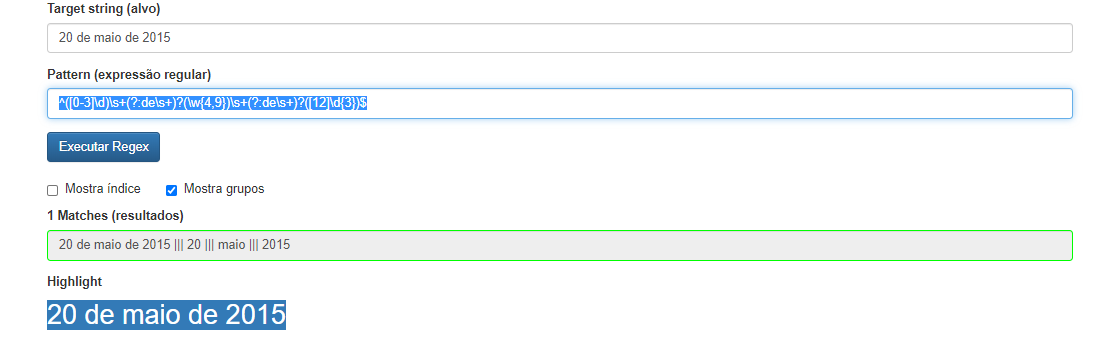 Target string (alvo)
20 de maio de 2015
Pattern (expressão regular)
^([0-3]\d)\s+(?:de\s+)?(\w{4,9})\s+(?:de\s+)?([12]\d{3})$
Executar Regex
Mostra índice Mostra grupos
1 Matches (resultados)
20 de maio de 2015 ||| 20 ||| maio ||| 2015
Highlight
20 de maio de 2015